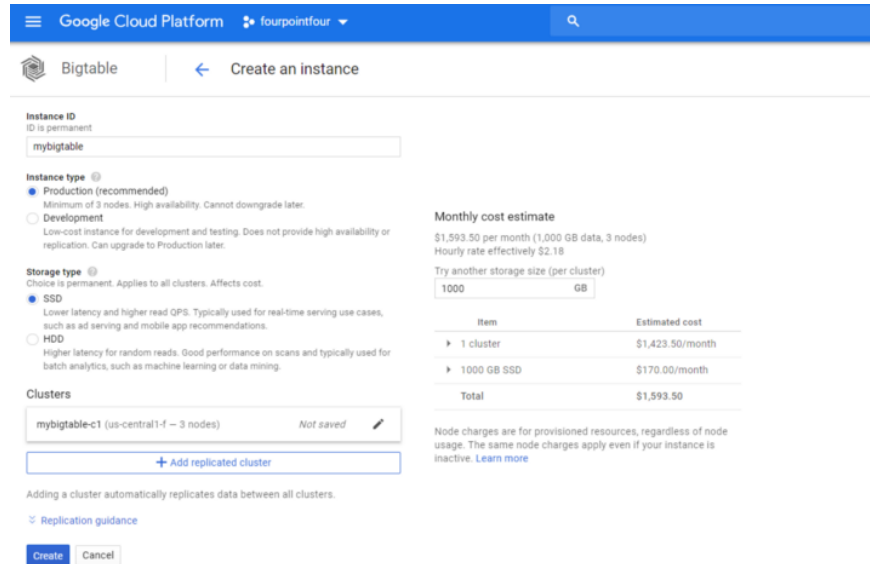 Google Cloud Platform fourpointfour
Bigtable Create an instance
Instance ID
ID is permanent
mybigtable
Instance type
Production (recommended)
Minimum of 3 nodes. High availability. Cannot downgrade later.
Development
Low-cost instance for development and testing. Does not provide high availability or
replication. Can upgrade to Production later.
Storage type
Choice is permanent. Applies to all clusters. Affects cost.
SSD
Lower latency and higher read QPS. Typically used for real-time serving use cases,
such as ad serving and mobile app recommendations.
HDD
Higher latency for random reads. Good performance on scans and typically used for
batch analytics, such as machine learning or data mining.
Clusters
mybigtable-c1 (us-central1-f — 3 nodes) Not saved
+ Add replicated cluster
Adding a cluster automatically replicates data between all clusters.
Replication guidance
Create Cancel
Monthly cost estimate
$1,593.50 per month (1,000 GB data, 3 nodes)
Hourly rate effectively $2.18
Try another storage size (per cluster)
1000 GB
Item Estimated cost
1 cluster $1,423.50/month
1000 GB SSD $170.00/month
Total $1,593.50
Node charges are for provisioned resources, regardless of node
usage. The same node charges apply even if your instance is
inactive. Learn more